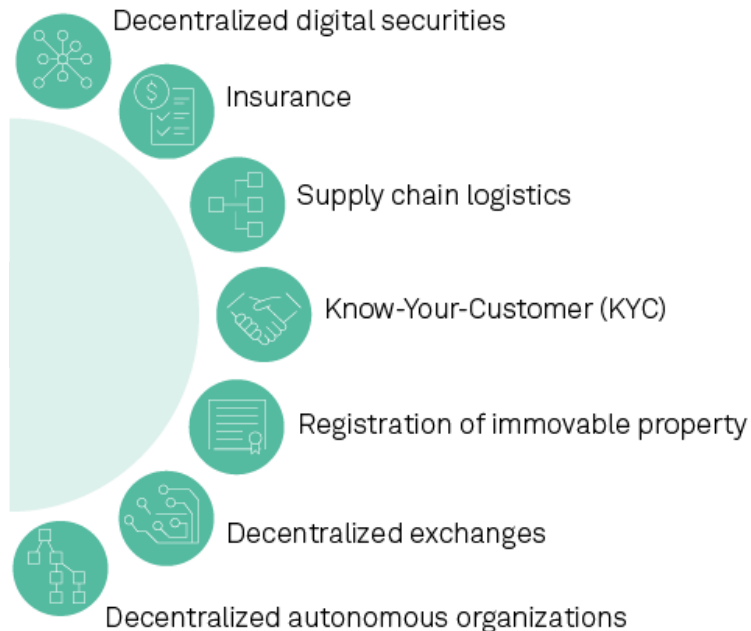 Decentralized digital securities
Insurance
Supply chain logistics
Know-Your-Customer (KYC)
Registration of immovable property
Decentralized exchanges
Decentralized autonomous organizations